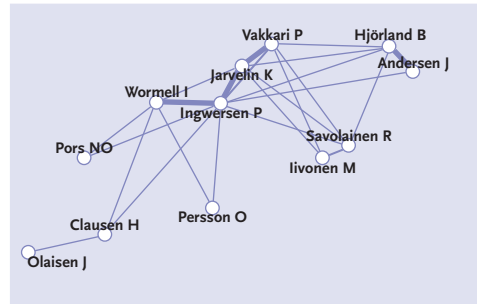 Vakkari P
Hjörland B
Jarvelin K
Andersen J
Wormell I
Ingwersen P
Savolainen R
Pors NO
Iivonen M
Persson O
Clausen H
Olaisen J